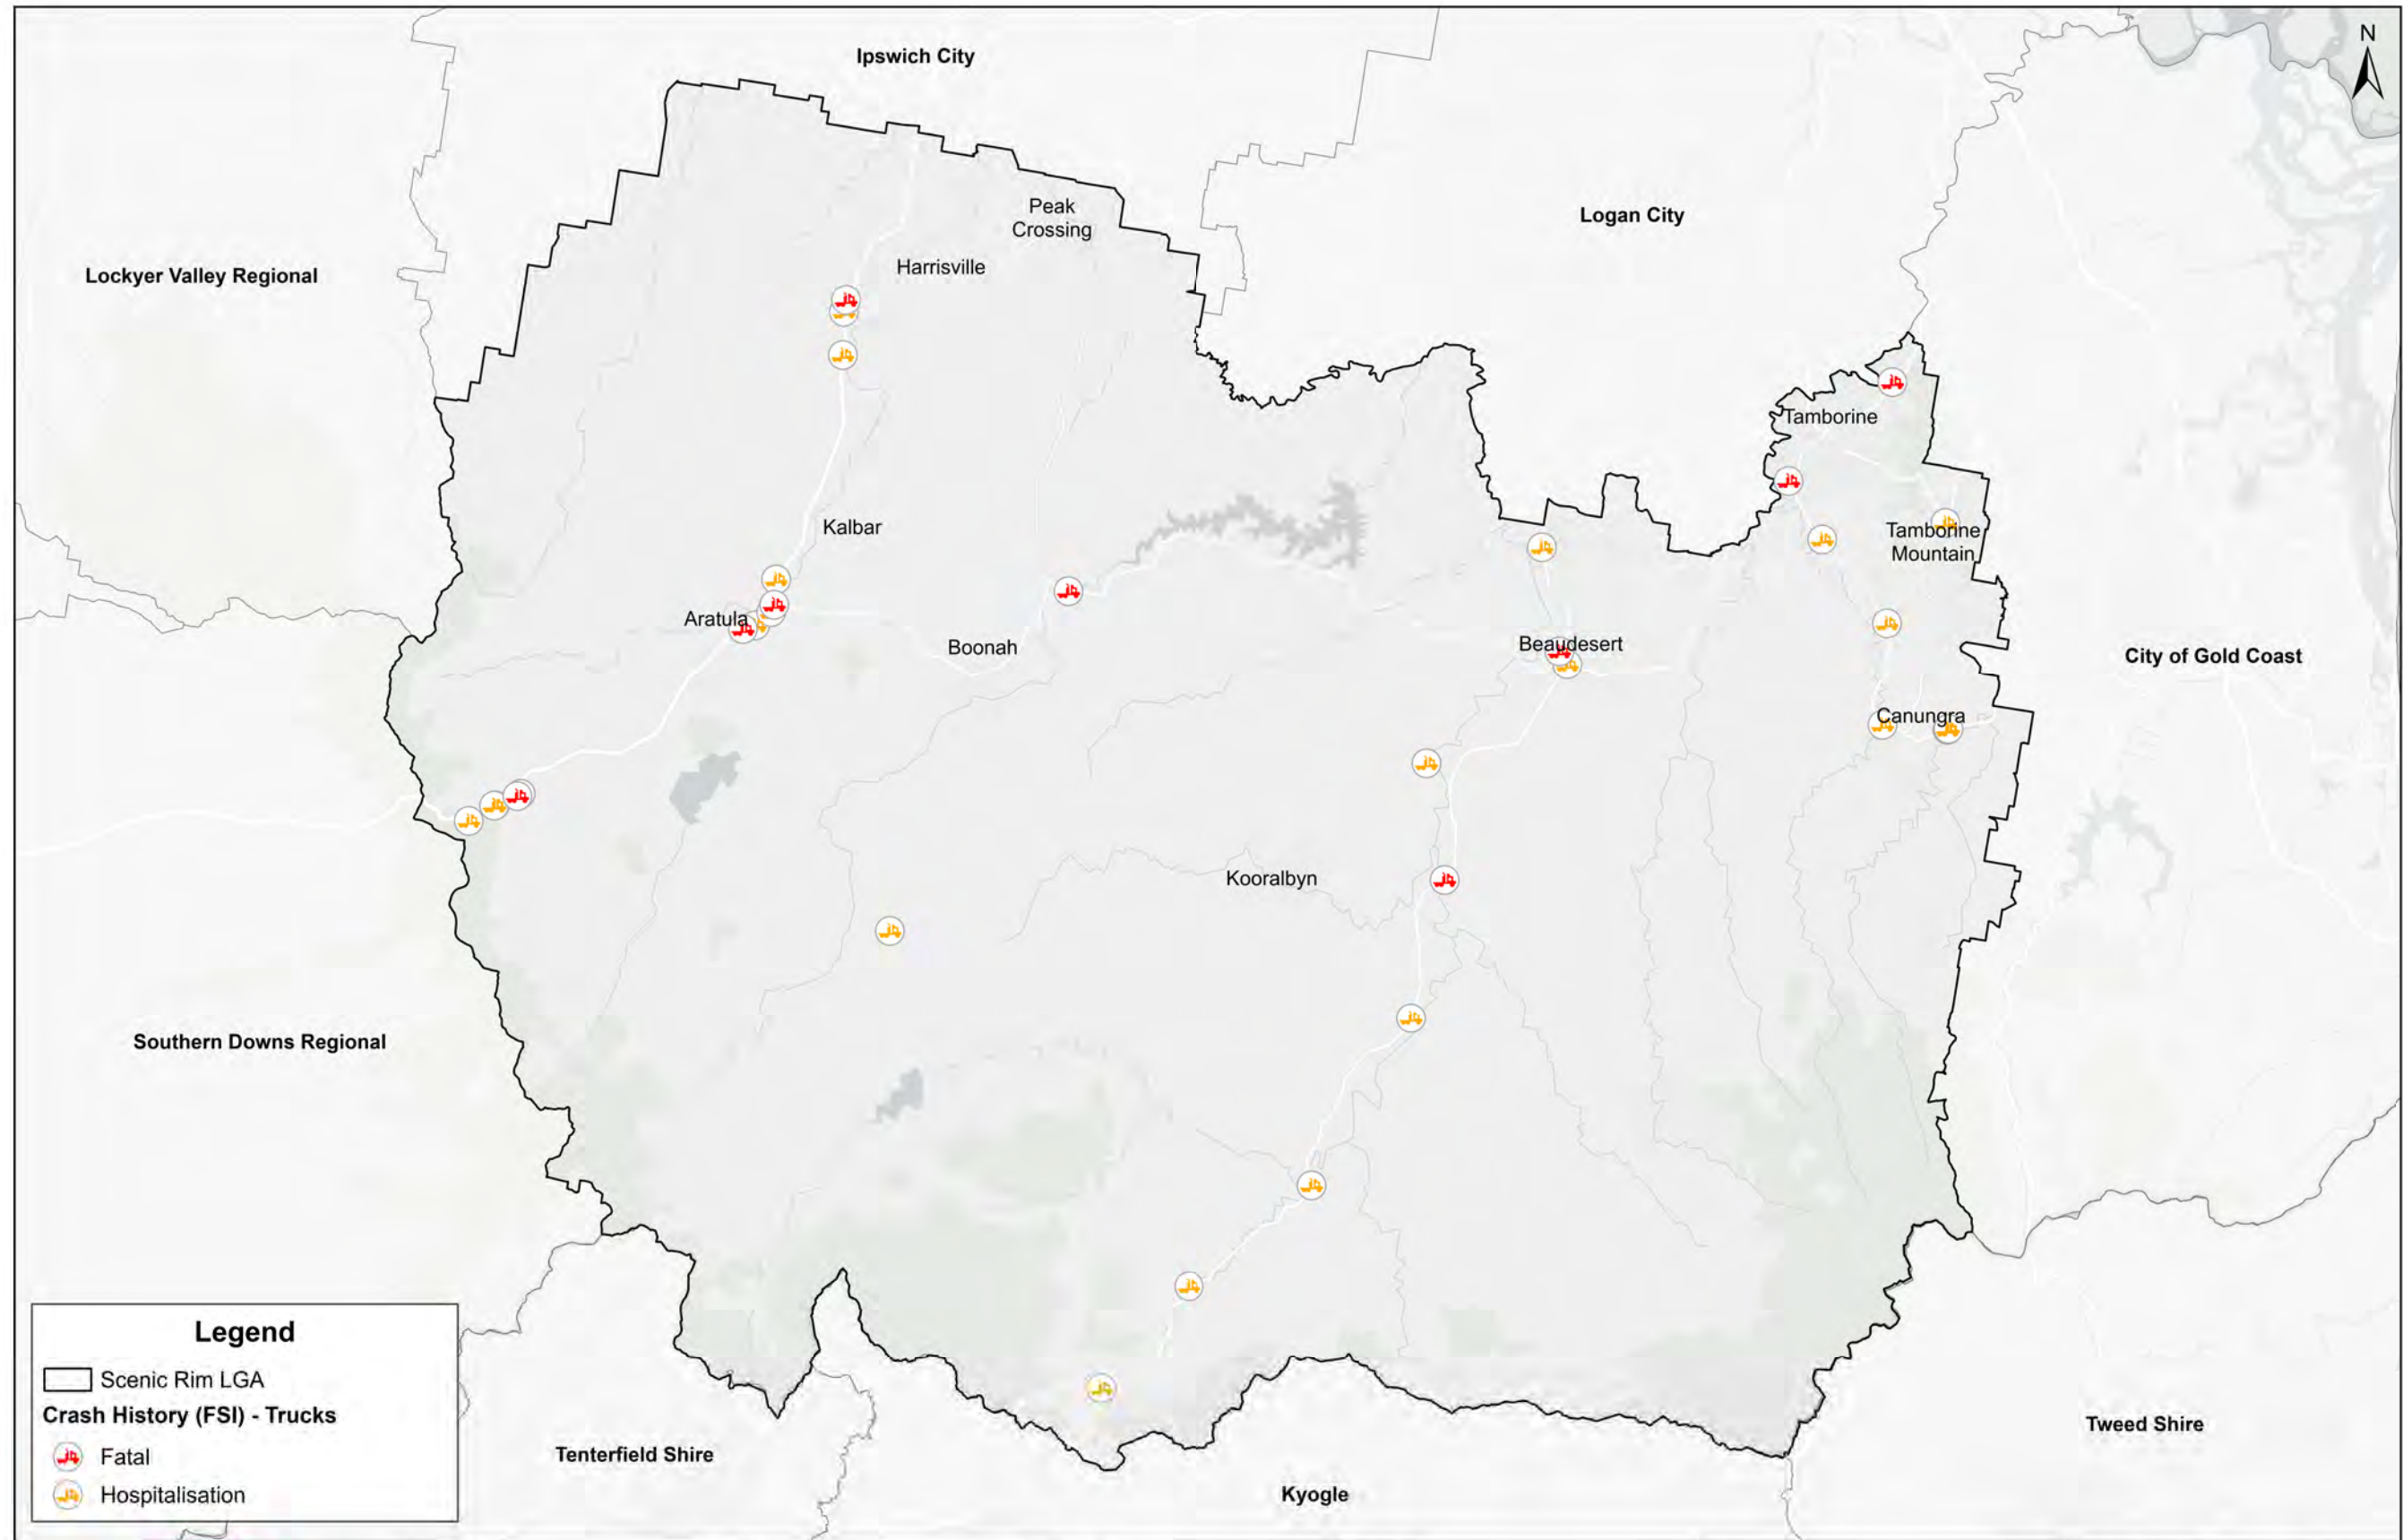 N
Ipswich City
Peak
Crossing
Logan City
Harrisville
Lockyer Valley Regional
Tamborine
Kalbar
Tamborine
Mountain
Aratula
Boonah
Beaudesert
City of Gold Coast
Canungra
Kooralbyn
Southern Downs Regional
Legend
Scenic Rim LGA
Crash History (FSI) - Trucks
Fatal
Hospitalisation
Tenterfield Shire
Kyogle
Tweed Shire